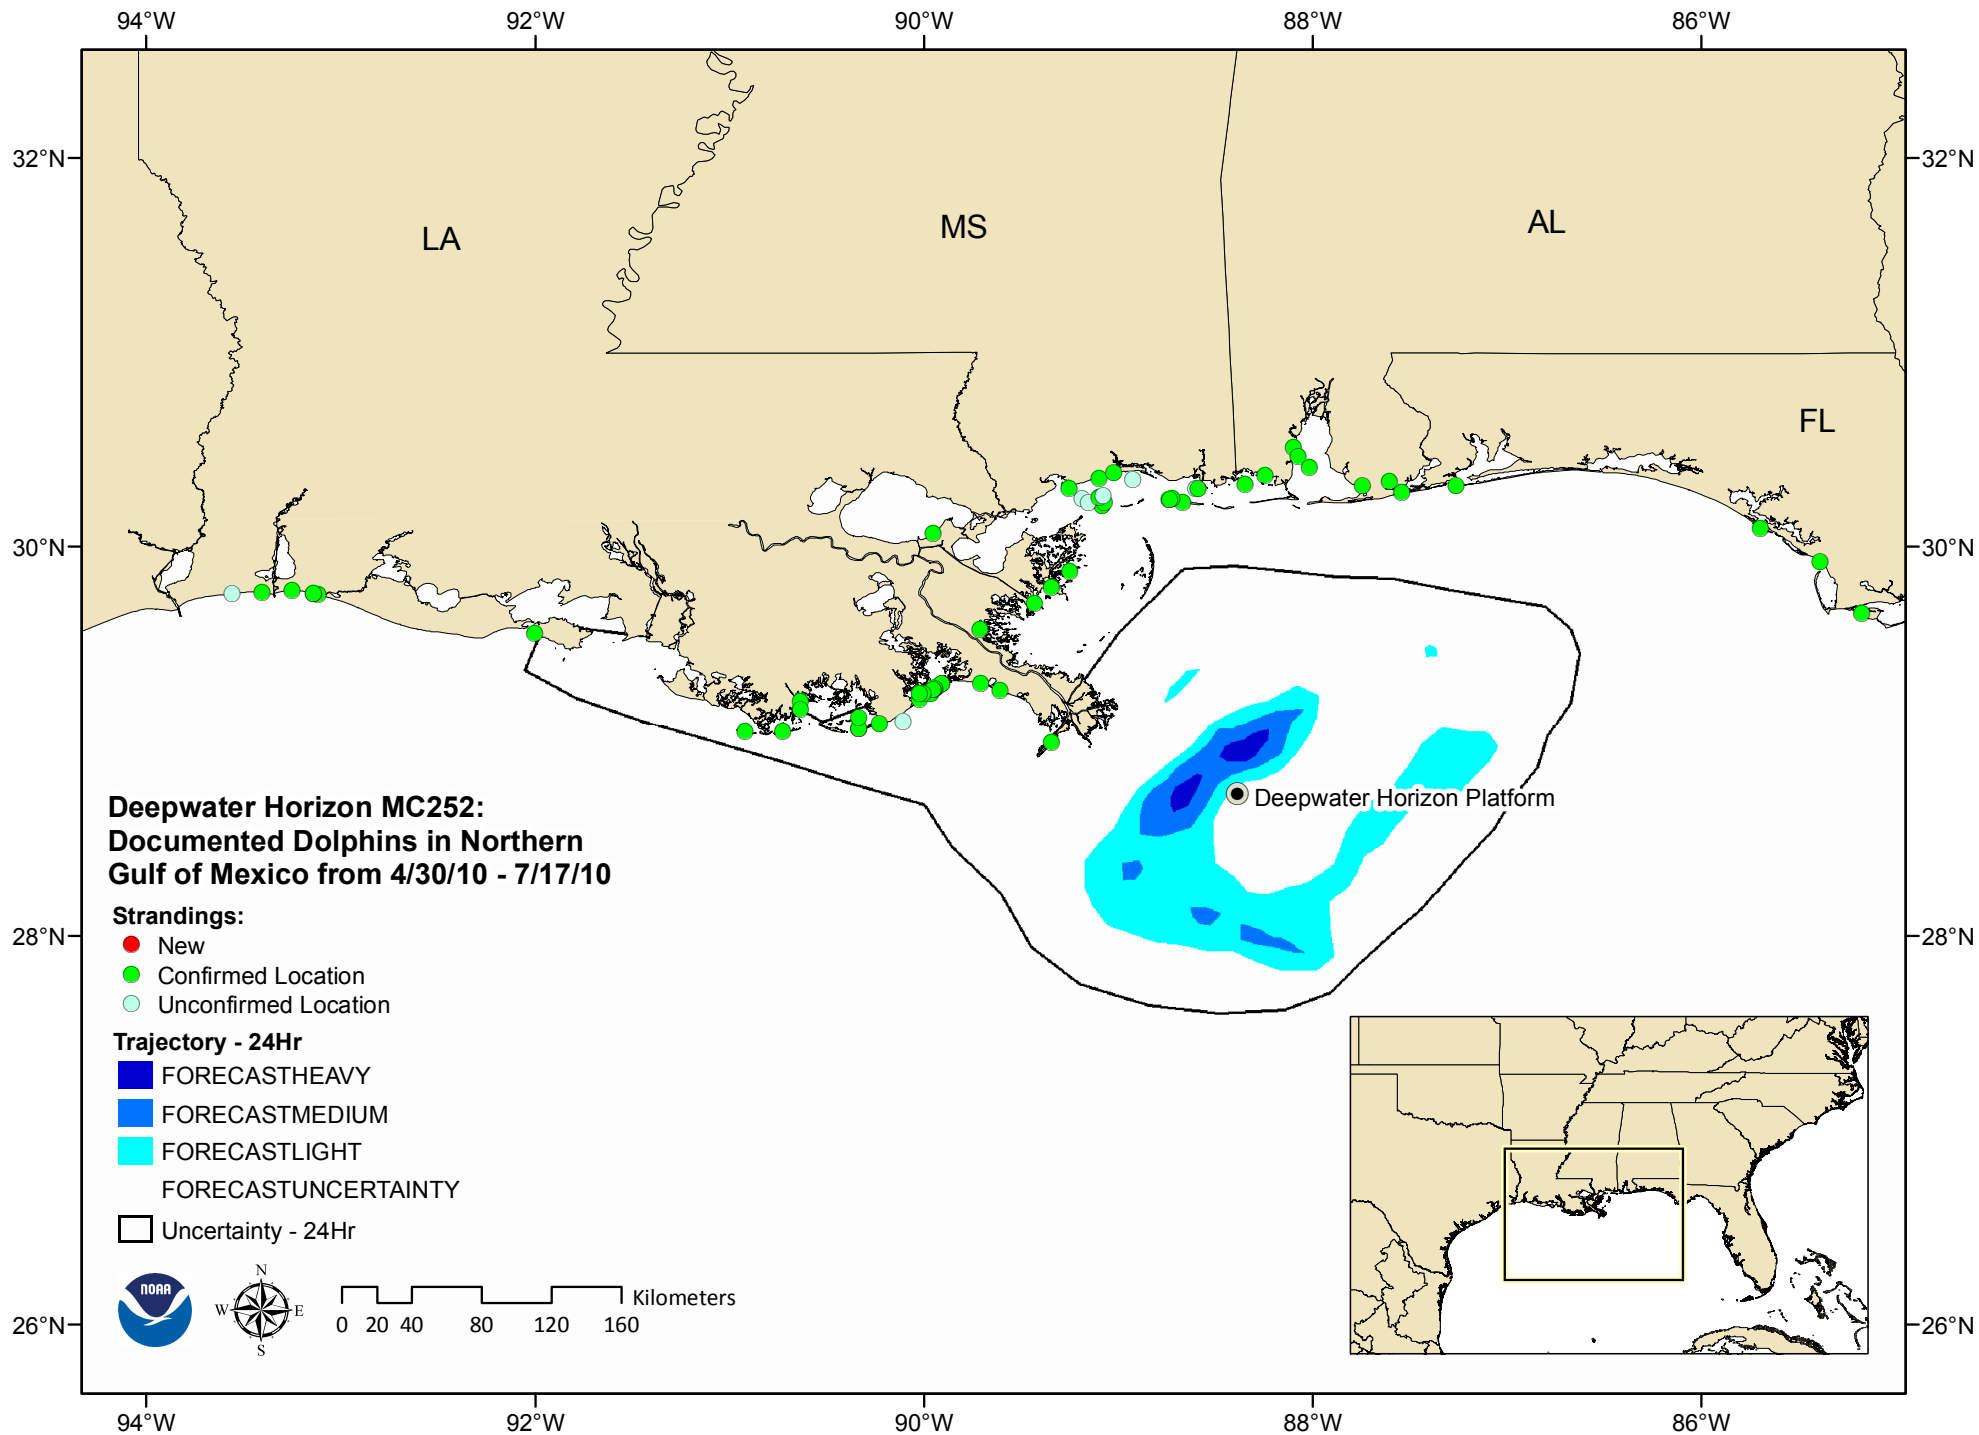 94°W 92°W 90°W 88°W 86°W
32°N 32°N
LA MS AL
FL
30°N 30°N
Deepwater Horizon Platform
Deepwater Horizon MC252:
Documented Dolphins in Northern
Gulf of Mexico from 4/30/10 - 7/17/10
Strandings:
28°N 28°N
New
Confirmed Location
Unconfirmed Location
Trajectory - 24Hr
FORECASTHEAVY
FORECASTMEDIUM
FORECASTLIGHT
FORECASTUNCERTAINTY
Uncertainty - 24Hr
NOAA
N
W E
S
Kilometers
0 20 40 80 120 160
26°N 26°N
94°W 92°W 90°W 88°W 86°W